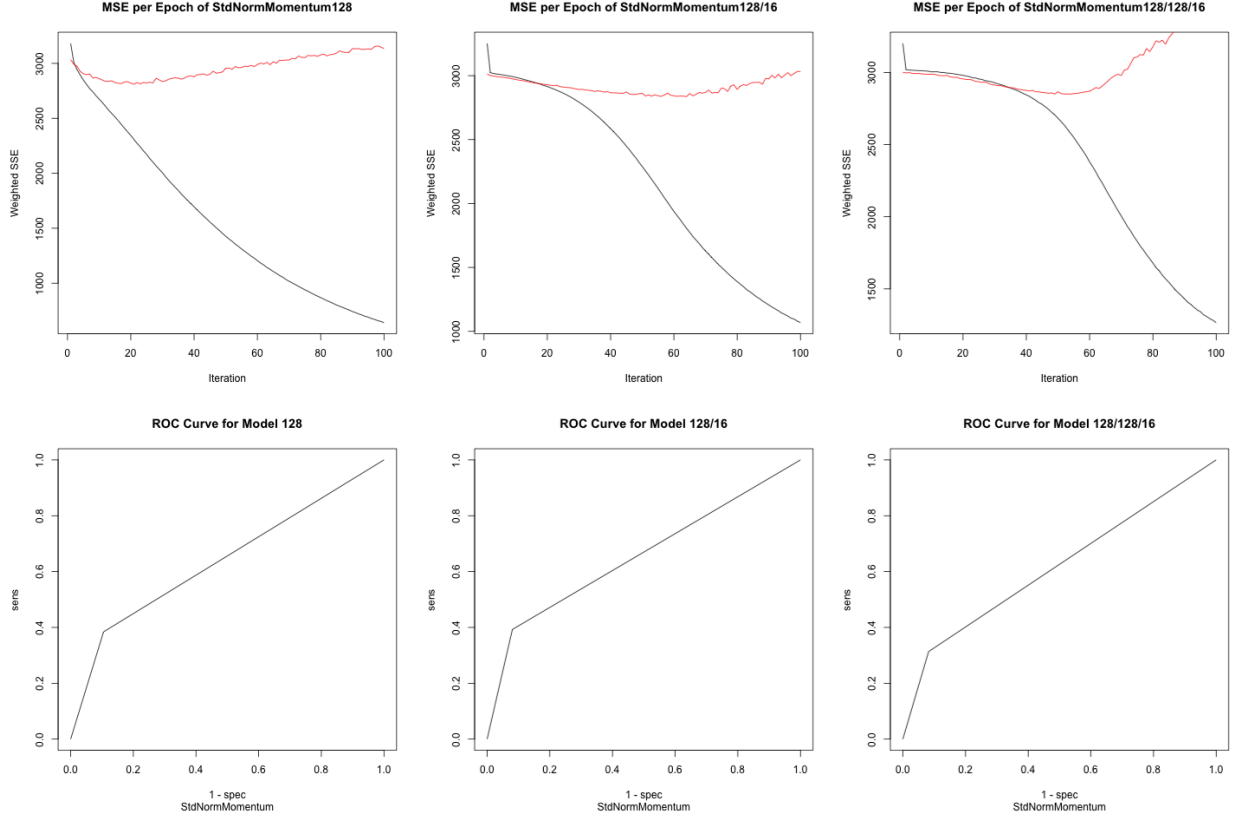 MSE per Epoch of StdNormMomentum128
Weighted SSE
3000
2500
2000
1500
1000
0 20 40 60 80 100
Iteration
MSE per Epoch of StdNormMomentum128/16
Weighted SSE
3000
2500
2000
1500
1000
0 20 40 60 80 100
Iteration
MSE per Epoch of StdNormMomentum128/128/16
Weighted SSE
3000
2500
2000
1500
0 20 40 60 80 100
Iteration
ROC Curve for Model 128
sens
1.0
0.8
0.6
0.4
0.2
0.0
0.0 0.2 0.4 0.6 0.8 1.0
1 - spec
StdNormMomentum
ROC Curve for Model 128/16
sens
1.0
0.8
0.6
0.4
0.2
0.0
0.0 0.2 0.4 0.6 0.8 1.0
1 - spec
StdNormMomentum
ROC Curve for Model 128/128/16
sens
1.0
0.8
0.6
0.4
0.2
0.0
0.0 0.2 0.4 0.6 0.8 1.0
1 - spec
StdNormMomentum